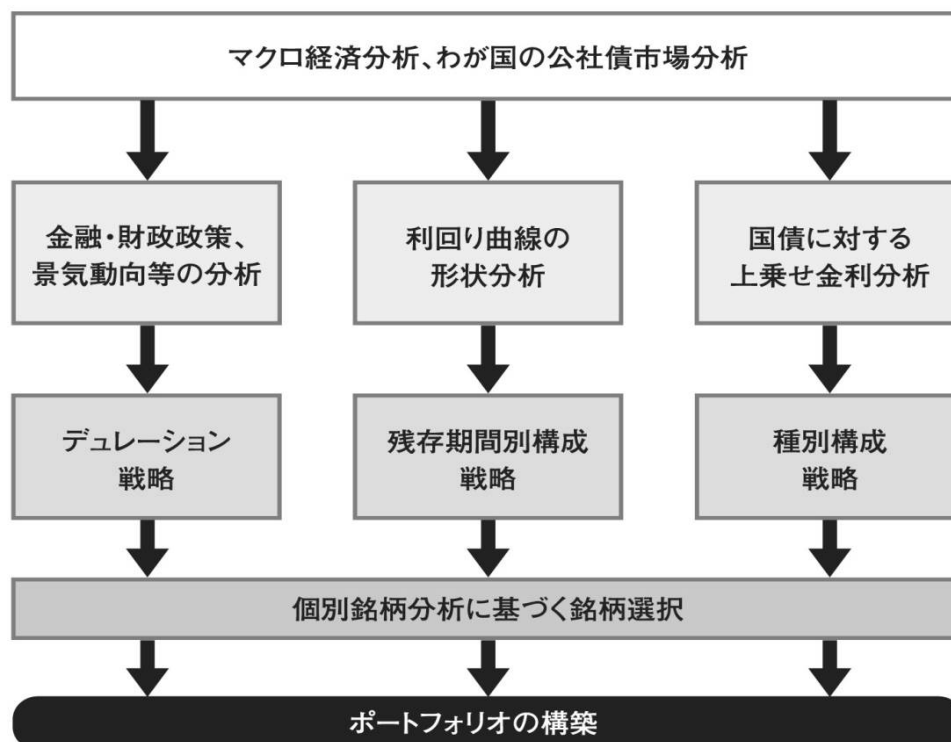 マクロ経済分析、わが国の公社債市場分析
金融・財政政策、
景気動向等の分析
利回り曲線の
形状分析
国債に対する
上乗せ金利分析
デュレーション
戦略
残存期間別構成
戦略
種別構成
戦略
個別銘柄分析に基づく銘柄選択
ポートフォリオの構築